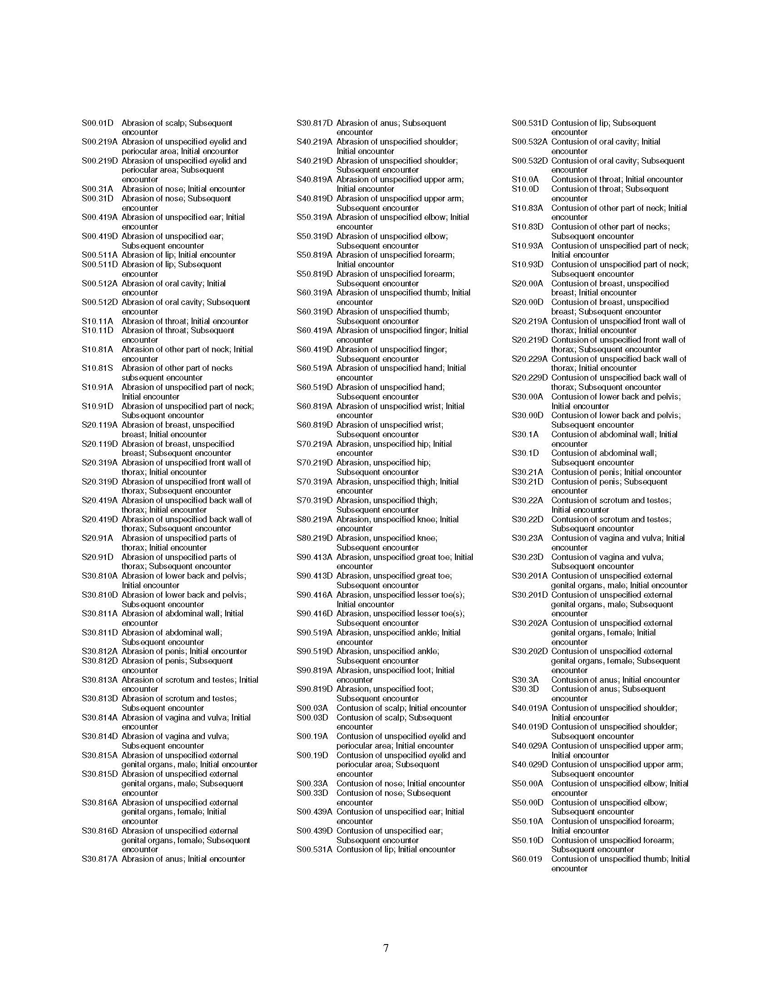 S00.01D Abrasion of scalp; Subsequent
encounter
S00.219A Abrasion of unspecified eyelid and
periocular area; Initial encounter
S00.219D Abrasion of unspecified eyelid and
periocular area; Subsequent
encounter
S00.31A Abrasion of nose; Initial encounter
S00.31D Abrasion of nose; Subsequent
encounter
S00.419A Abrasion of unspecified ear; Initial
encounter
S00.419D Abrasion of unspecified ear;
Subsequent encounter
S00.511A Abrasion of lip; Initial encounter
S00.511D Abrasion of lip; Subsequent
encounter
S00.512A Abrasion of oral cavity; Initial
encounter
S00.512D Abrasion of oral cavity; Subsequent
encounter
S10.11A Abrasion of throat; Initial encounter
S10.11D Abrasion of throat; Subsequent
encounter
S10.81A Abrasion of other part of neck; Initial
encounter
S10.81S Abrasion of other part of necks
subsequent encounter
S10.91A Abrasion of unspecified part of neck;
Initial encounter
S10.91D Abrasion of unspecified part of neck;
Subsequent encounter
S20.119A Abrasion of breast, unspecified
breast; Initial encounter
S20.119D Abrasion of breast, unspecified
breast; Subsequent encounter
S20.319A Abrasion of unspecified front wall of
thorax; Initial encounter
S20.319D Abrasion of unspecified front wall of
thorax; Subsequent encounter
S20.419A Abrasion of unspecified back wall of
thorax; Initial encounter
S20.419D Abrasion of unspecified back wall of
thorax; Subsequent encounter
S20.91A Abrasion of unspecified parts of
thorax; Initial encounter
S20.91D Abrasion of unspecified parts of
thorax; Subsequent encounter
S30.810A Abrasion of lower back and pelvis;
Initial encounter
S30.810D Abrasion of lower back and pelvis;
Subsequent encounter
S30.811A Abrasion of abdominal wall; Initial
encounter
S30.811D Abrasion of abdominal wall;
Subsequent encounter
S30.812A Abrasion of penis; Initial encounter
S30.812D Abrasion of penis; Subsequent
encounter
S30.813A Abrasion of scrotum and testes; Initial
encounter
S30.813D Abrasion of scrotum and testes;
Subsequent encounter
S30.814A Abrasion of vagina and vulva; Initial
encounter
S30.814D Abrasion of vagina and vulva;
Subsequent encounter
S30.815A Abrasion of unspecified external
genital organs, male; Initial encounter
S30.815D Abrasion of unspecified external
genital organs, male; Subsequent
encounter
S30.816A Abrasion of unspecified external
genital organs, female; Initial
encounter
S30.816D Abrasion of unspecified external
genital organs, female; Subsequent
encounter
S30.817A Abrasion of anus; Initial encounter
S30.817D Abrasion of anus; Subsequent
encounter
S40.219A Abrasion of unspecified shoulder;
Initial encounter
S40.219D Abrasion of unspecified shoulder;
Subsequent encounter
S40.819A Abrasion of unspecified upper arm;
Initial encounter
S40.819D Abrasion of unspecified upper arm;
Subsequent encounter
S50.319A Abrasion of unspecified elbow; Initial
encounter
S50.319D Abrasion of unspecified elbow;
Subsequent encounter
S50.819A Abrasion of unspecified forearm;
Initial encounter
S50.819D Abrasion of unspecified forearm;
Subsequent encounter
S60.319A Abrasion of unspecified thumb; Initial
encounter
S60.319D Abrasion of unspecified thumb;
Subsequent encounter
S60.419A Abrasion of unspecified finger; Initial
encounter
S60.419D Abrasion of unspecified finger;
Subsequent encounter
S60.519A Abrasion of unspecified hand; Initial
encounter
S60.519D Abrasion of unspecified hand;
Subsequent encounter
S60.819A Abrasion of unspecified wrist; Initial
encounter
S60.819D Abrasion of unspecified wrist;
Subsequent encounter
S70.219A Abrasion, unspecified hip; Initial
encounter
S70.219D Abrasion, unspecified hip;
Subsequent encounter
S70.319A Abrasion, unspecified thigh; Initial
encounter
S70.319D Abrasion, unspecified thigh;
Subsequent encounter
S80.219A Abrasion, unspecified knee; Initial
encounter
S80.219D Abrasion, unspecified knee;
Subsequent encounter
S90.413A Abrasion, unspecified great toe; Initial
encounter
S90.413D Abrasion, unspecified great toe;
Subsequent encounter
S90.416A Abrasion, unspecified lesser toe(s);
Initial encounter
S90.416D Abrasion, unspecified lesser toe(s);
Subsequent encounter
S90.519A Abrasion, unspecified ankle; Initial
encounter
S90.519D Abrasion, unspecified ankle;
Subsequent encounter
S90.819A Abrasion, unspecified foot; Initial
encounter
S90.819D Abrasion, unspecified foot;
Subsequent encounter
S00.03A Contusion of scalp; Initial encounter
S00.03D Contusion of scalp; Subsequent
encounter
S00.19A Contusion of unspecified eyelid and
periocular area; Initial encounter
S00.19D Contusion of unspecified eyelid and
periocular area; Subsequent
encounter
S00.33A Contusion of nose; Initial encounter
S00.33D Contusion of nose; Subsequent
encounter
S00.439A Contusion of unspecified ear; Initial
encounter
S00.439D Contusion of unspecified ear;
Subsequent encounter
S00.531A Contusion of lip; Initial encounter
S00.531D Contusion of lip; Subsequent
encounter
S00.532A Contusion of oral cavity; Initial
encounter
S00.532D Contusion of oral cavity; Subsequent
encounter
S10.0A Contusion of throat; Initial encounter
S10.0D Contusion of throat; Subsequent
encounter
S10.83A Contusion of other part of neck; Initial
encounter
S10.83D Contusion of other part of necks;
Subsequent encounter
S10.93A Contusion of unspecified part of neck;
Initial encounter
S10.93D Contusion of unspecified part of neck;
Subsequent encounter
S20.00A Contusion of breast, unspecified
breast; Initial encounter
S20.00D Contusion of breast, unspecified
breast; Subsequent encounter
S20.219A Contusion of unspecified front wall of
thorax; Initial encounter
S20.219D Contusion of unspecified front wall of
thorax; Subsequent encounter
S20.229A Contusion of unspecified back wall of
thorax; Initial encounter
S20.229D Contusion of unspecified back wall of
thorax; Subsequent encounter
S30.00A Contusion of lower back and pelvis;
Initial encounter
S30.00D Contusion of lower back and pelvis;
Subsequent encounter
S30.1A Contusion of abdominal wall; Initial
encounter
S30.1D Contusion of abdominal wall;
Subsequent encounter
S30.21A Contusion of penis; Initial encounter
S30.21D Contusion of penis; Subsequent
encounter
S30.22A Contusion of scrotum and testes;
Initial encounter
S30.22D Contusion of scrotum and testes;
Subsequent encounter
S30.23A Contusion of vagina and vulva; Initial
encounter
S30.23D Contusion of vagina and vulva;
Subsequent encounter
S30.201A Contusion of unspecified external
genital organs, male; Initial encounter
S30.201D Contusion of unspecified external
genital organs, male; Subsequent
encounter
S30.202A Contusion of unspecified external
genital organs, female; Initial
encounter
S30.202D Contusion of unspecified external
genital organs, female; Subsequent
encounter
S30.3A Contusion of anus; Initial encounter
S30.3D Contusion of anus; Subsequent
encounter
S40.019A Contusion of unspecified shoulder;
Initial encounter
S40.019D Contusion of unspecified shoulder;
Subsequent encounter
S40.029A Contusion of unspecified upper arm;
Initial encounter
S40.029D Contusion of unspecified upper arm;
Subsequent encounter
S50.00A Contusion of unspecified elbow; Initial
encounter
S50.00D Contusion of unspecified elbow;
Subsequent encounter
S50.10A Contusion of unspecified forearm;
Initial encounter
S50.10D Contusion of unspecified forearm;
Subsequent encounter
S60.019 Contusion of unspecified thumb; Initial
encounter
7